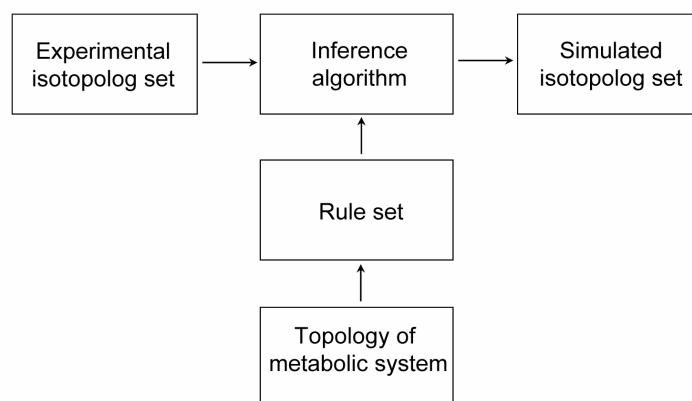 Experimental
isotopolog set
Inference
algorithm
Simulated
isotopolog set
Rule set
Topology of
metabolic system